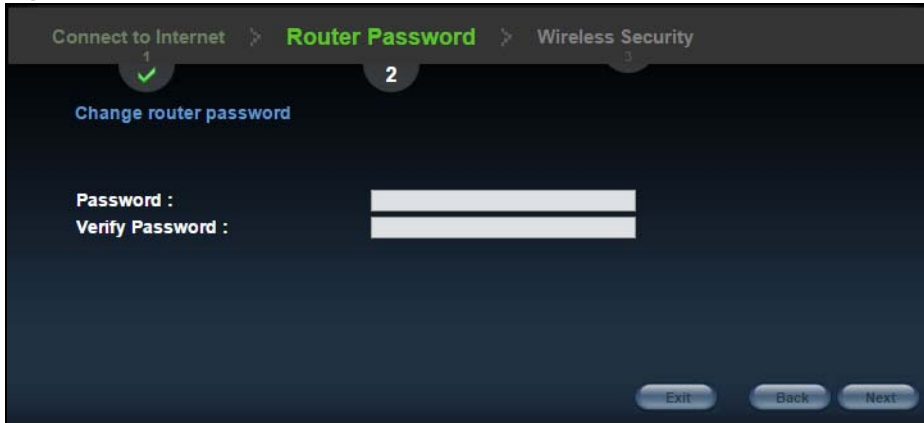 Connect to Internet > Router Password > Wireless Security
1 2 3
Change router password
Password :
Verify Password :
Exit Back Next